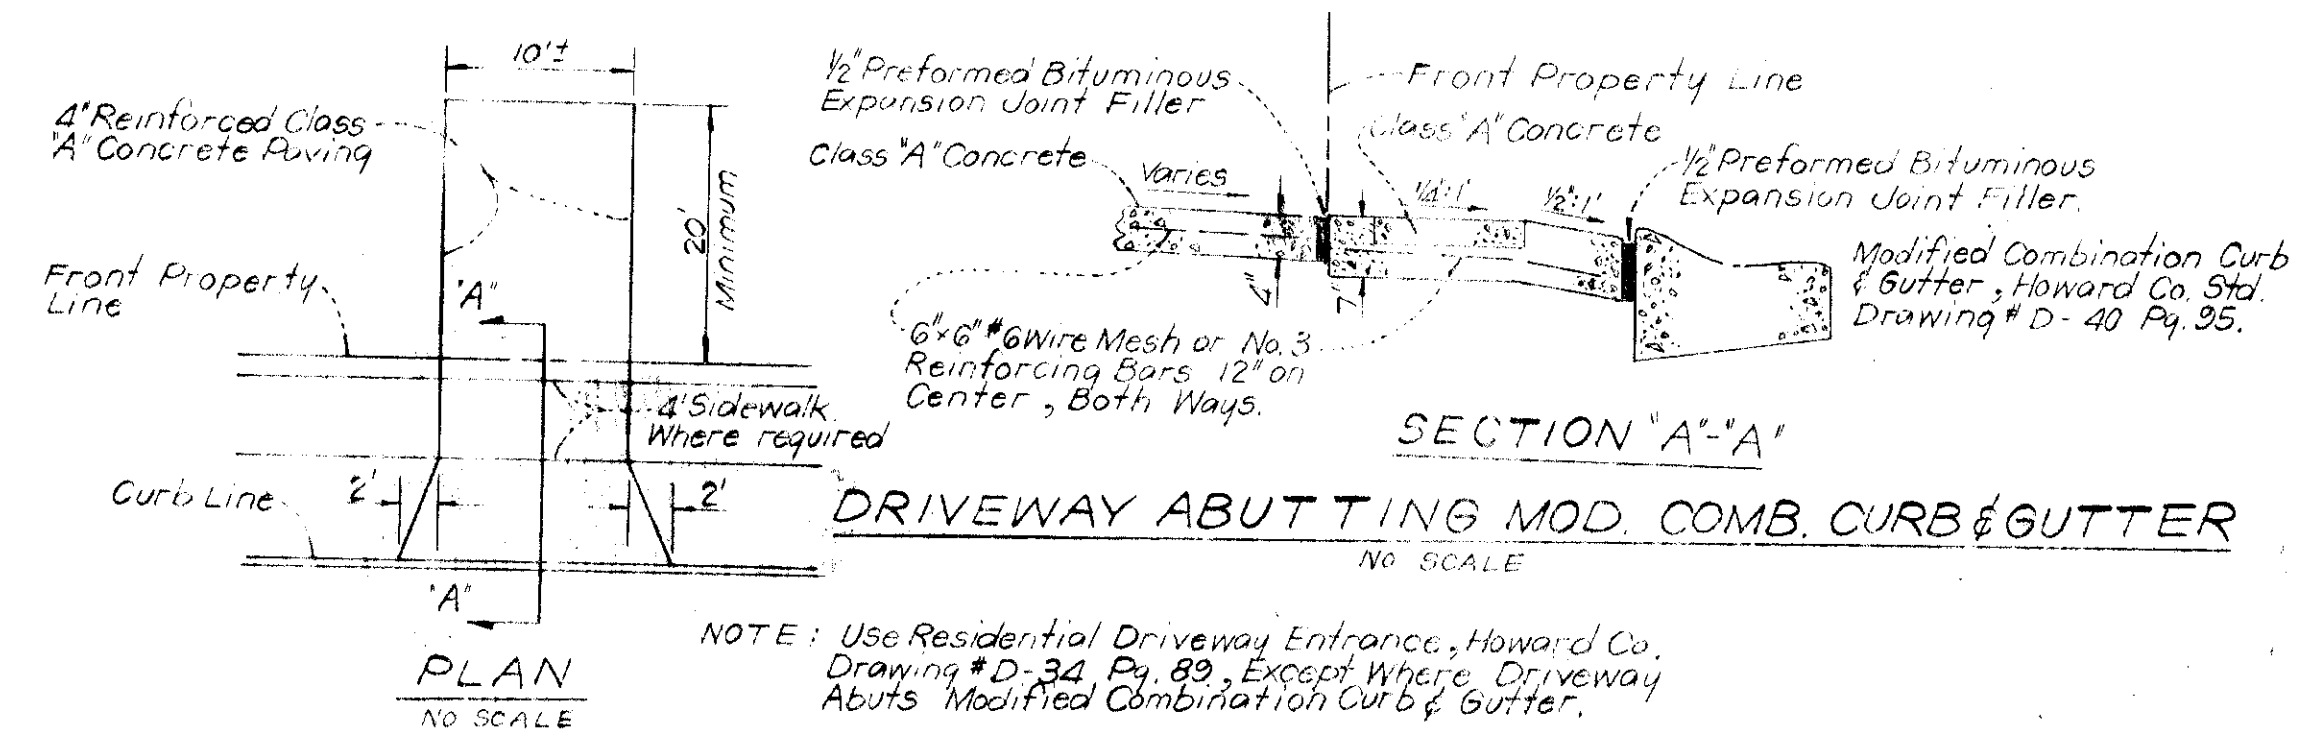 10'±
4" Reinforced Class
"A" Concrete Paving
20'
Minimum
Front Property
Line
"A"
4' Sidewalk
Where required
Curb Line
2'
2'
"A"
PLAN
NO SCALE
1/2" Preformed Bituminous
Expansion Joint Filler
Front Property Line
Class "A" Concrete
Class "A" Concrete
Varies
1/4":1'
1/2":1'
1/2" Preformed Bituminous
Expansion Joint Filler.
4"
7"
Modified Combination Curb
& Gutter, Howard Co. Std.
Drawing # D-40 Pg. 95.
6"x6" #6 Wire Mesh or No. 3
Reinforcing Bars 12" on
Center, Both Ways.
SECTION "A"-"A"
DRIVEWAY ABUTTING MOD. COMB. CURB & GUTTER
NO SCALE
NOTE: Use Residential Driveway Entrance, Howard Co.
Drawing # D-34 Pg. 89, Except Where Driveway
Abuts Modified Combination Curb & Gutter.